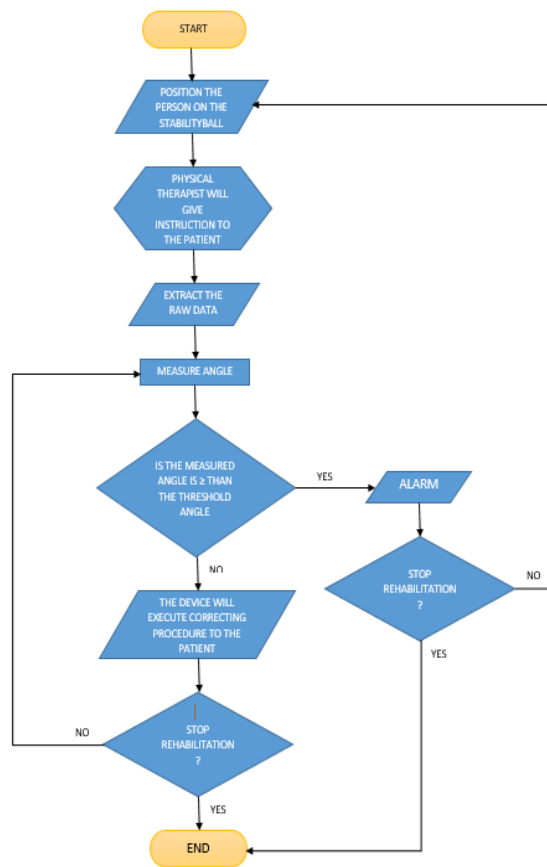 START
POSITION THE
PERSON ON THE
STABILITYBALL
PHYSICAL
THERAPIST WILL
GIVE
INSTRUCTION TO
THE PATIENT
EXTRACT THE
RAW DATA
MEASURE ANGLE
IS THE MEASURED
ANGLE IS ≥ THAN
THE THRESHOLD
ANGLE
YES
ALARM
NO
STOP
REHABILITATION
?
NO
YES
THE DEVICE WILL
EXECUTE CORRECTING
PROCEDURE TO THE
PATIENT
NO
STOP
REHABILITATION
?
YES
END